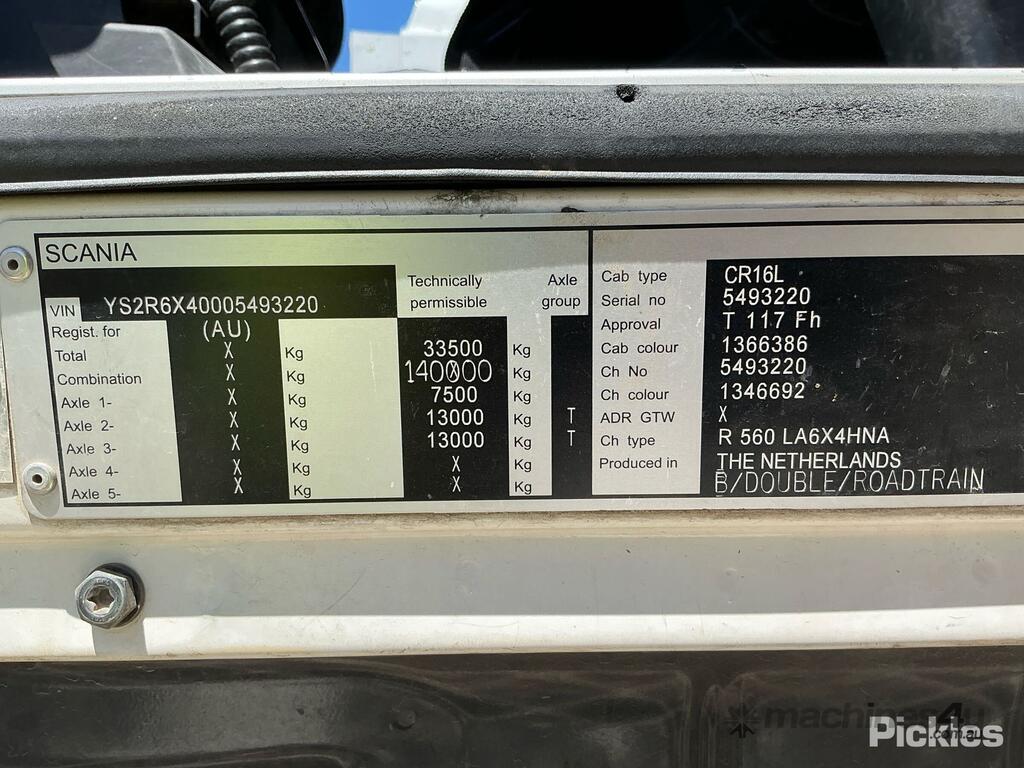 SCANIA
VIN YS2R6X40005493220
Technically permissible
Axle group
Regist. for (AU)
Total X Kg 33500 Kg
Combination X Kg 140000 Kg
Axle 1- X Kg 7500 Kg
Axle 2- X Kg 13000 Kg T
Axle 3- X Kg 13000 Kg T
Axle 4- X Kg X Kg
Axle 5- X Kg X Kg
Cab type CR16L
Serial no 5493220
Approval T 117 Fh
Cab colour 1366386
Ch No 5493220
Ch colour 1346692
ADR GTW X
Ch type R 560 LA6X4HNA
Produced in THE NETHERLANDS
B/DOUBLE/ROADTRAIN
machines4u
.com.au
Pickles